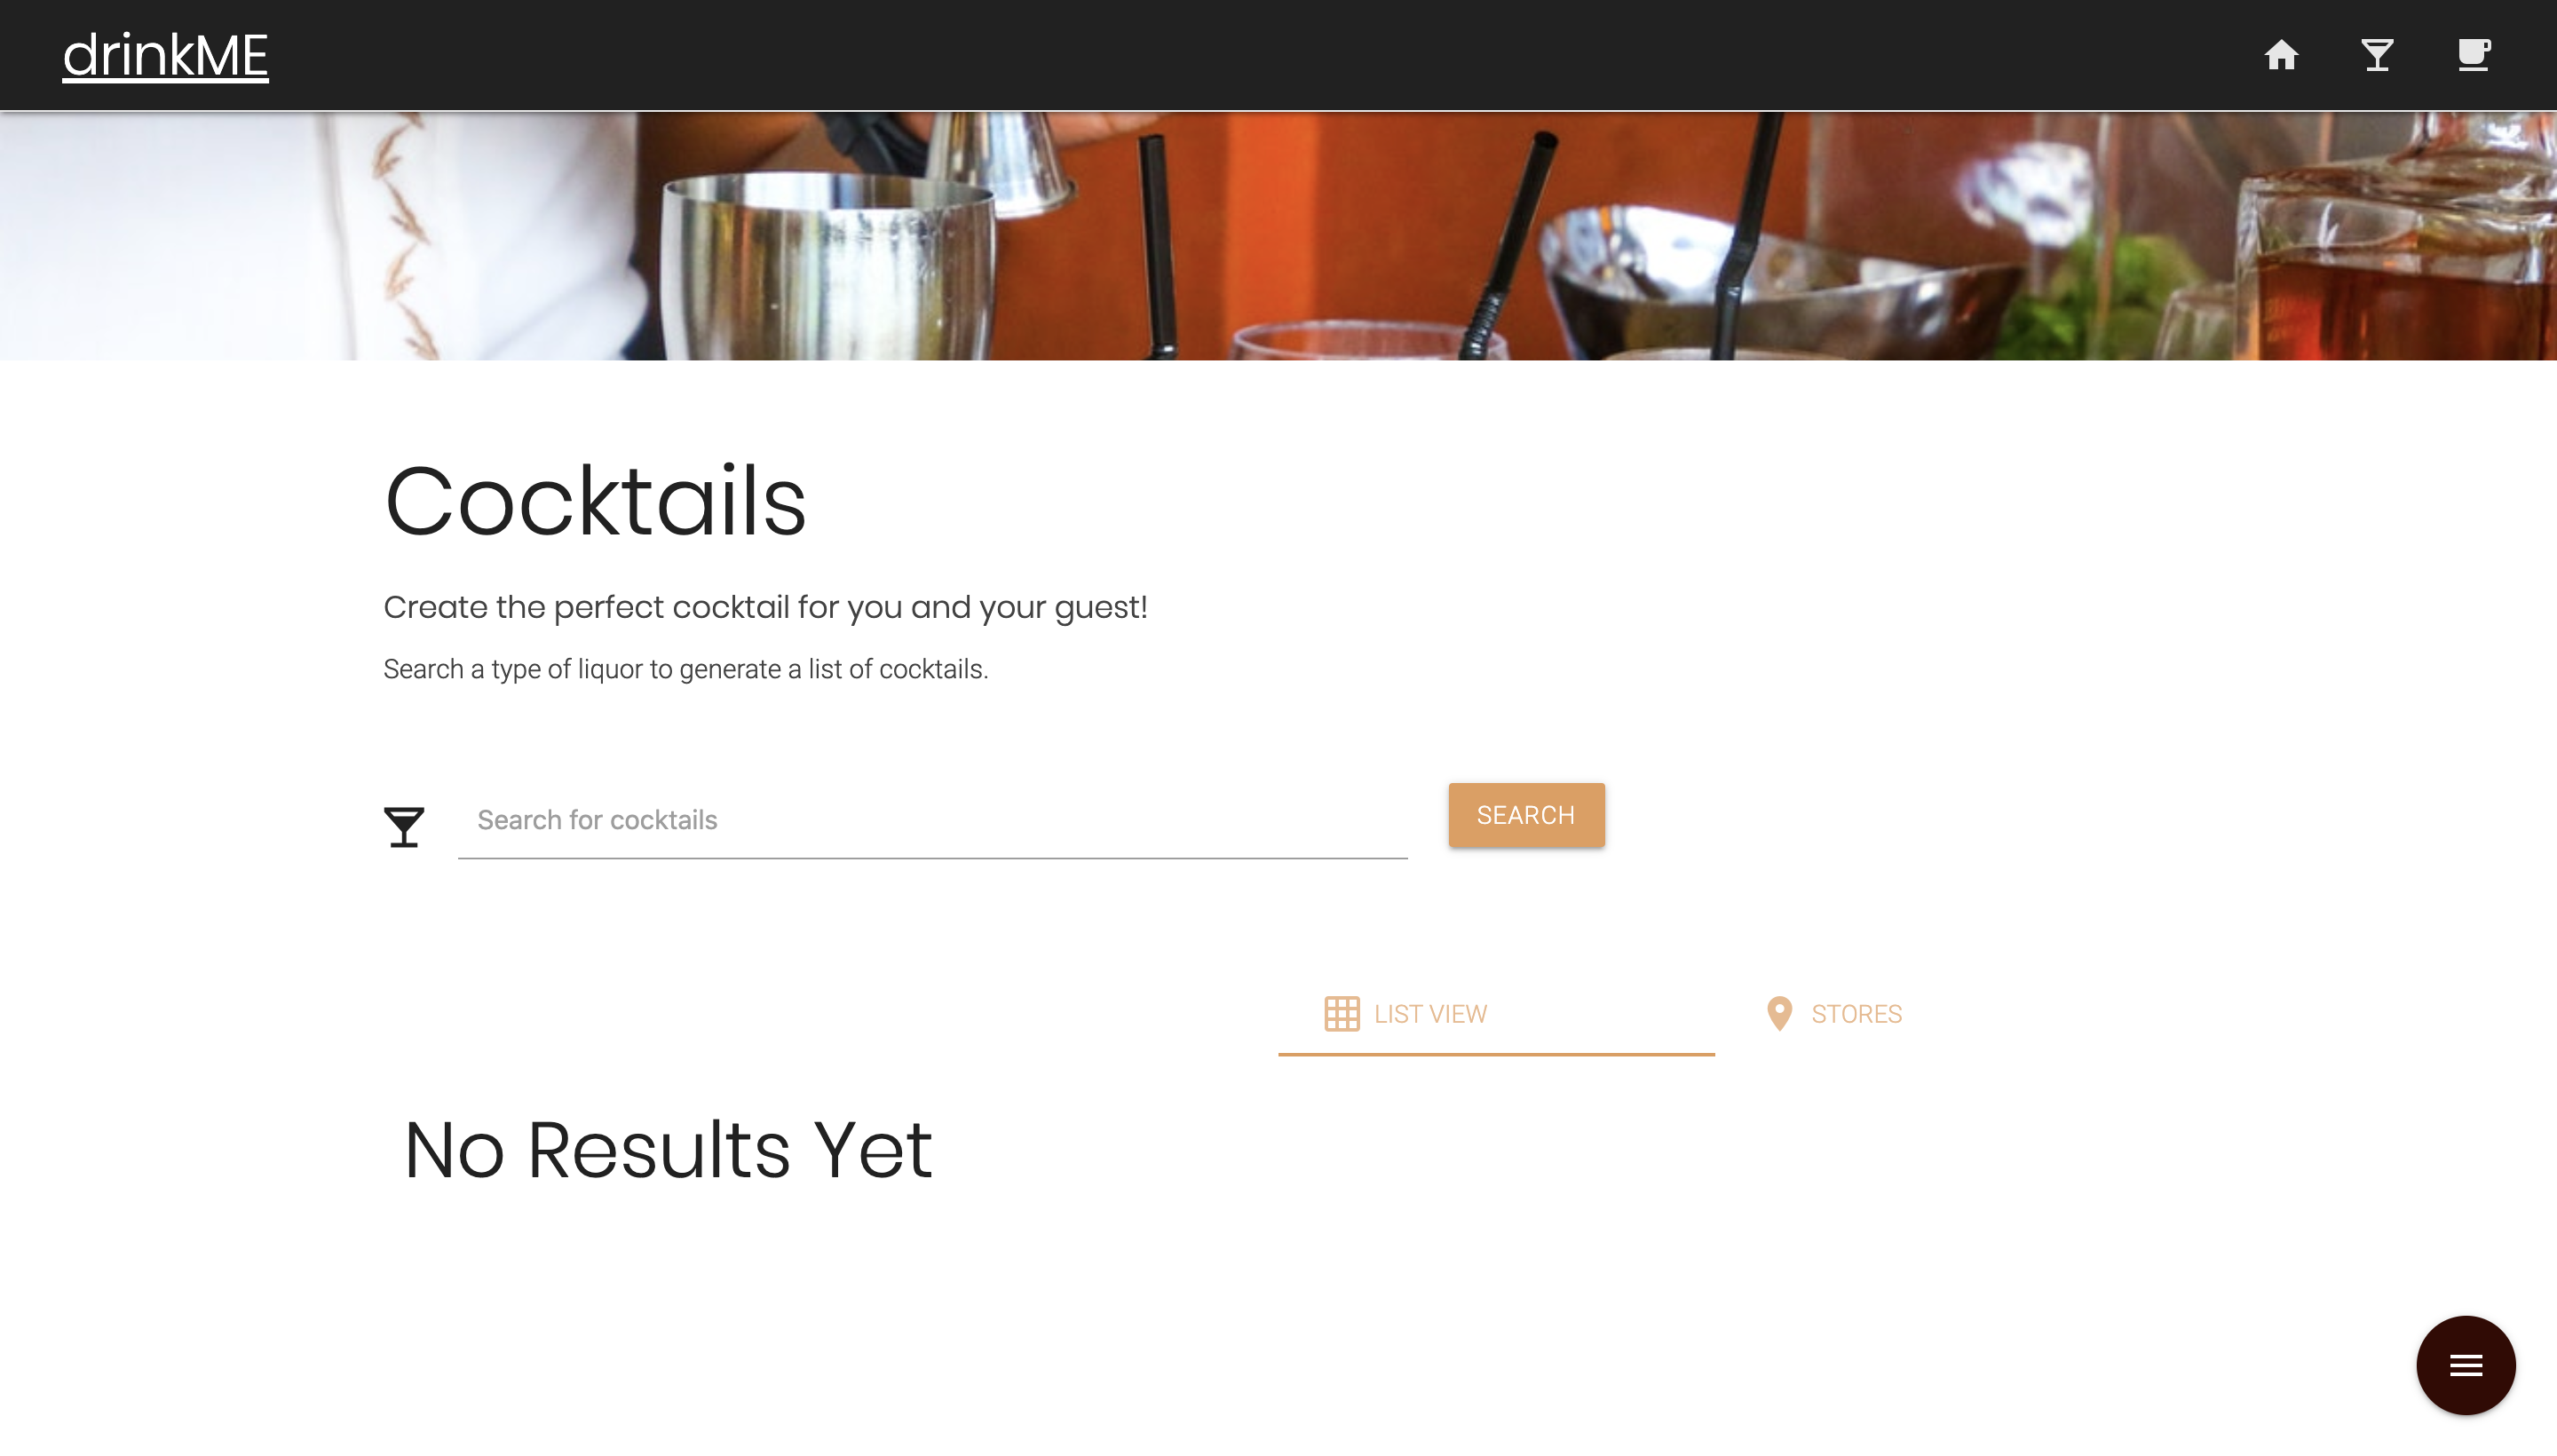 drinkME
Cocktails
Create the perfect cocktail for you and your guest!
Search a type of liquor to generate a list of cocktails.
Search for cocktails
SEARCH
LIST VIEW
STORES
No Results Yet